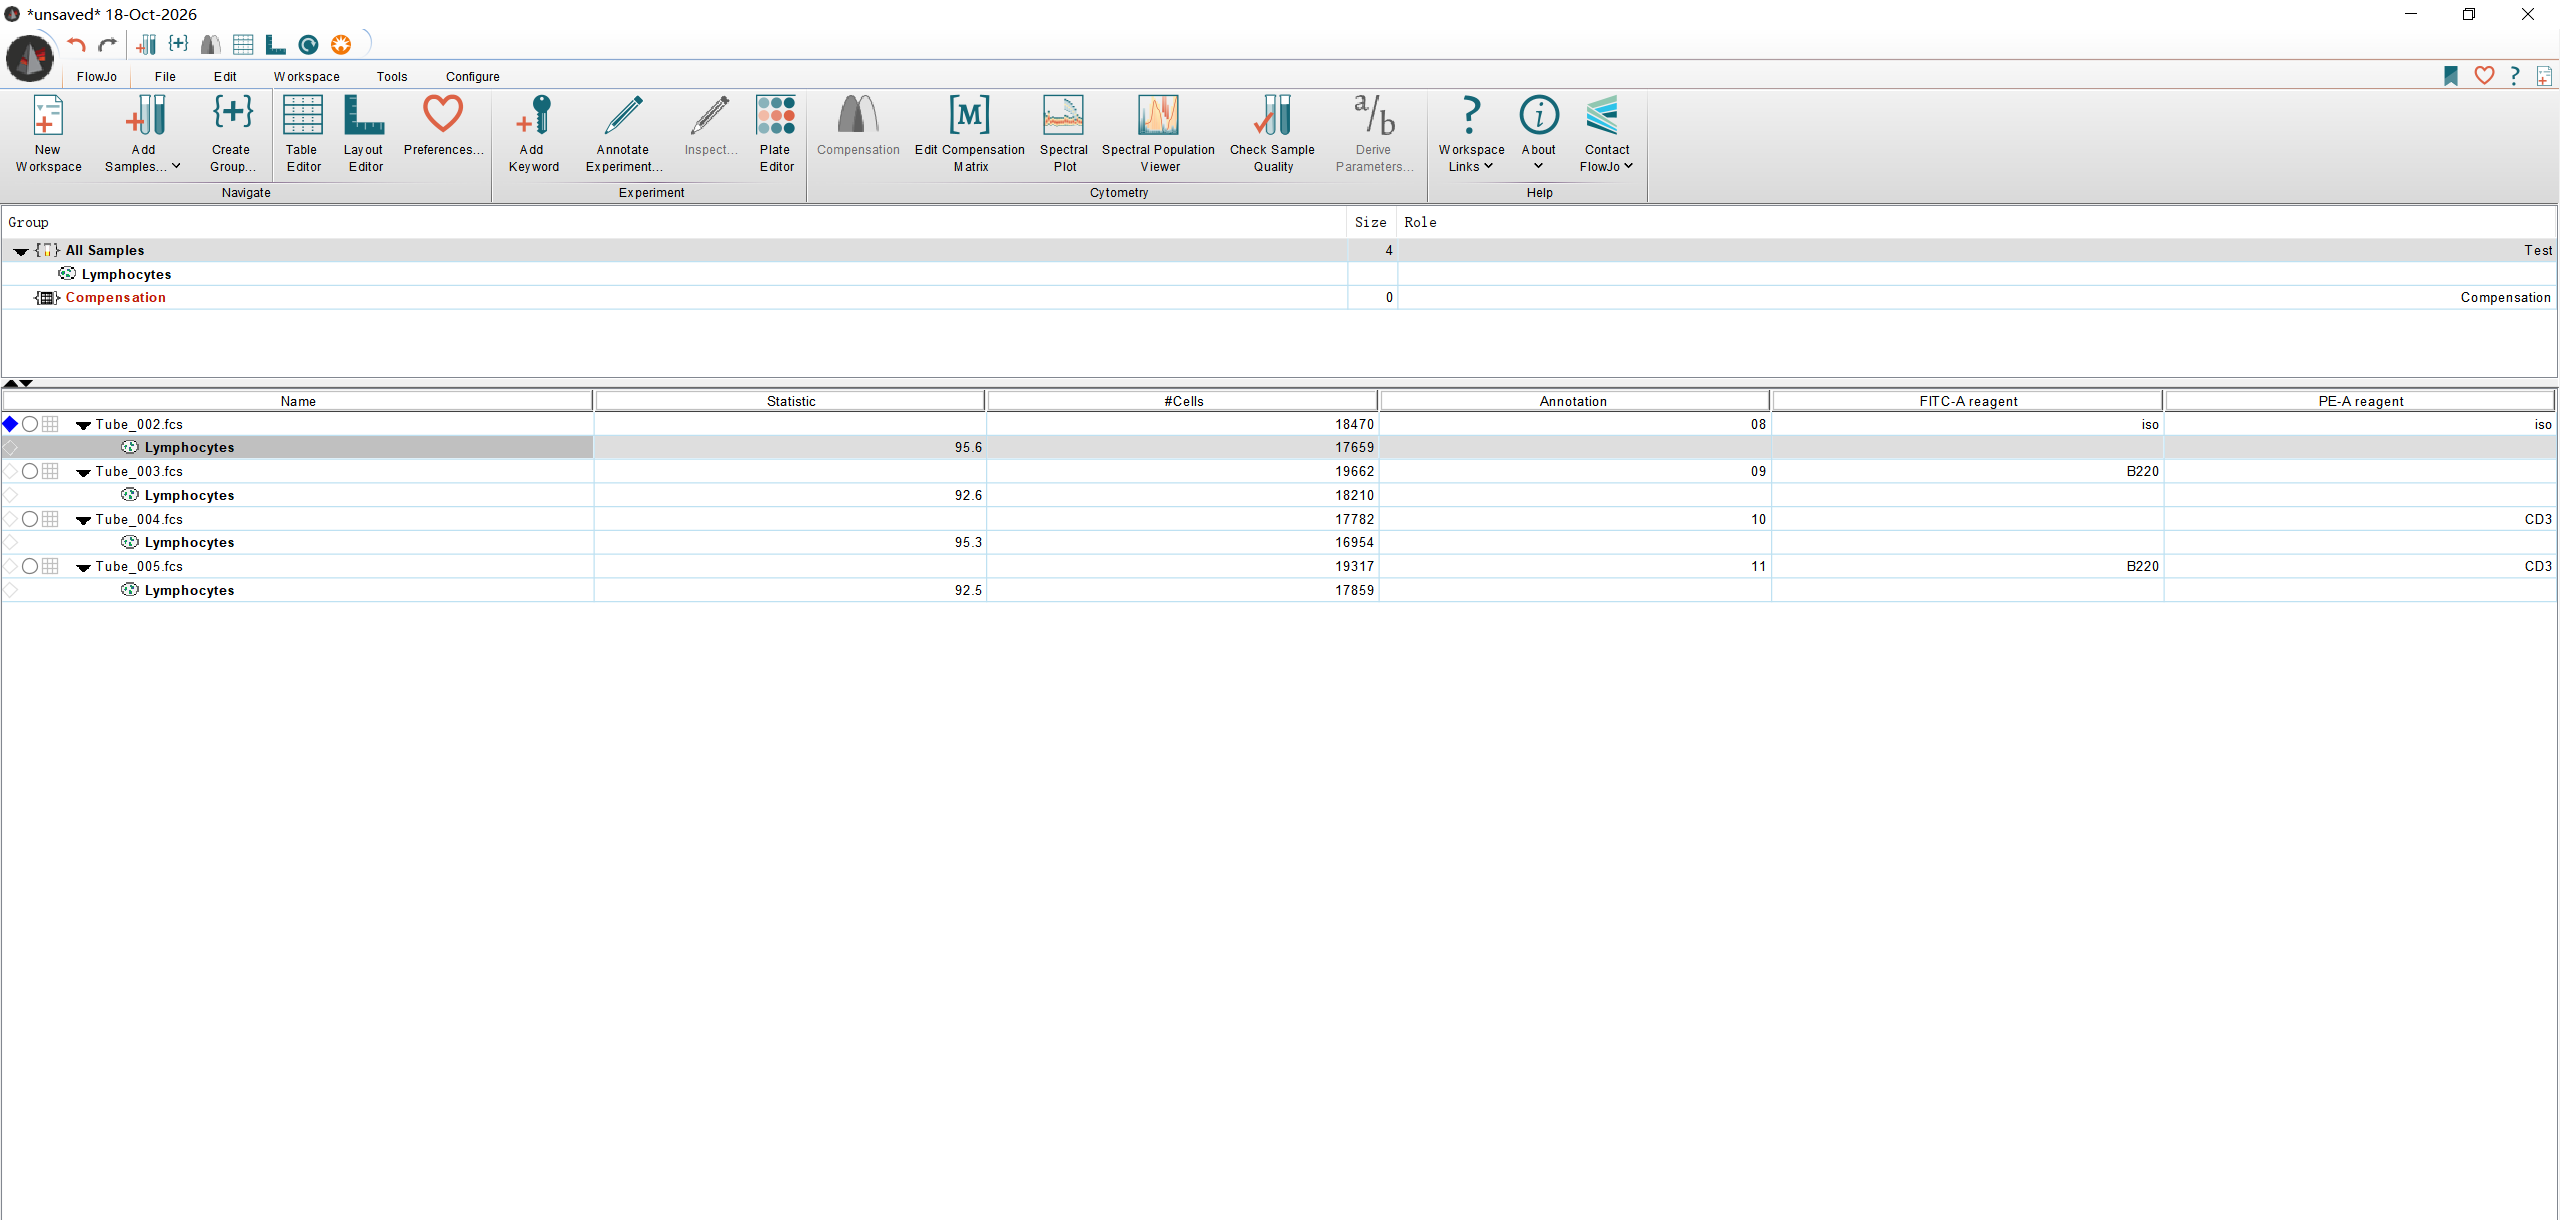 *unsaved* 18-Oct-2026
FlowJo File Edit Workspace Tools Configure
New Workspace
Add Samples...
Create Group...
Table Editor
Layout Editor
Preferences...
Add Keyword
Annotate Experiment...
Inspect...
Plate Editor
Compensation
Edit Compensation Matrix
Spectral Plot
Spectral Population Viewer
Check Sample Quality
Derive Parameters...
Workspace Links
About
Contact FlowJo
Navigate Experiment Cytometry Help
Group Size Role
All Samples 4 Test
Lymphocytes
Compensation 0 Compensation
Name Statistic #Cells Annotation FITC-A reagent PE-A reagent
Tube_002.fcs 18470 08 iso iso
Lymphocytes 95.6 17659
Tube_003.fcs 19662 09 B220
Lymphocytes 92.6 18210
Tube_004.fcs 17782 10 CD3
Lymphocytes 95.3 16954
Tube_005.fcs 19317 11 B220 CD3
Lymphocytes 92.5 17859